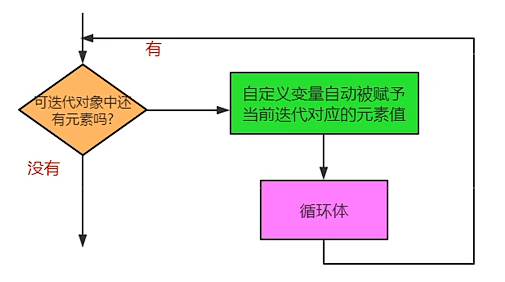 有
可迭代对象中还
有元素吗?
自定义变量自动被赋予
当前迭代对应的元素值
没有
循环体